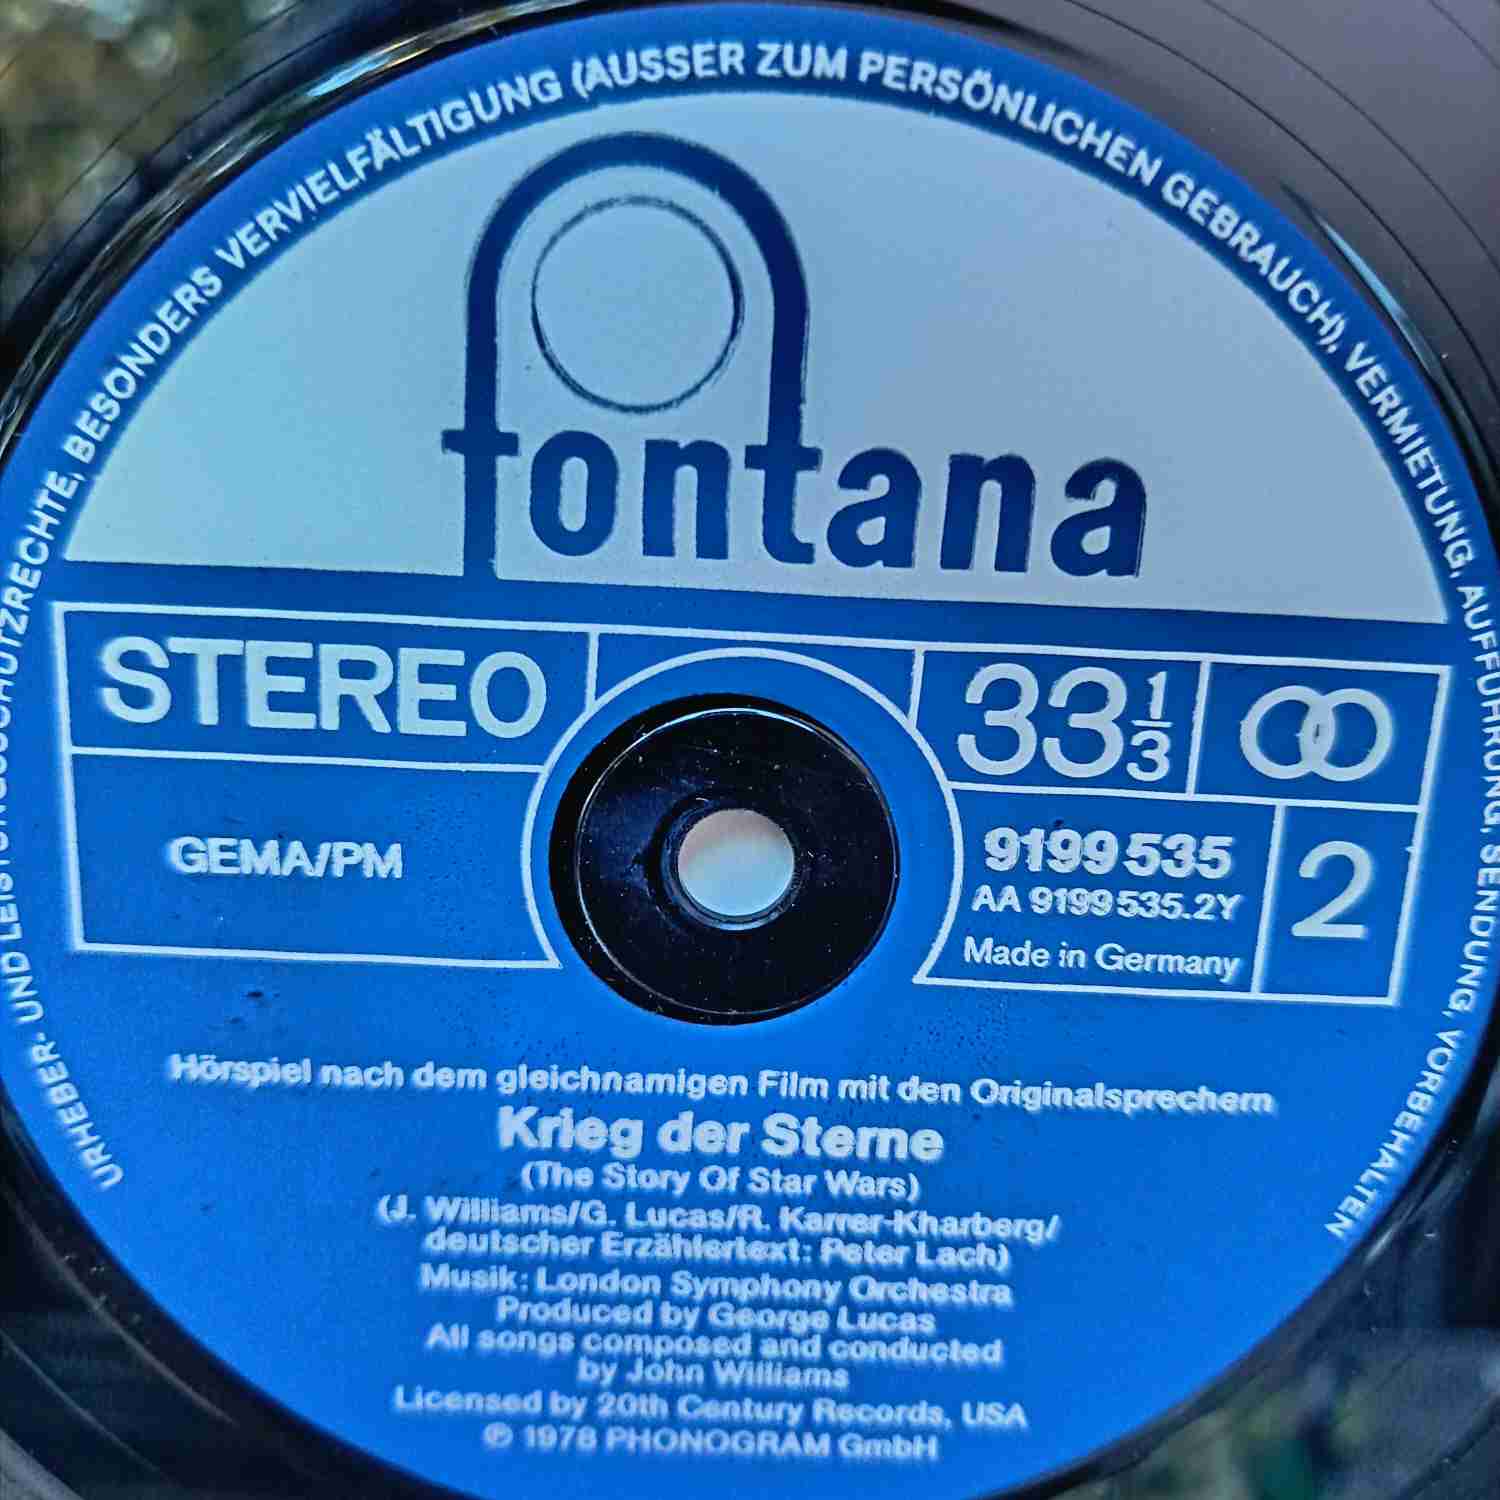 URHEBER- UND LEISTUNGSSCHUTZRECHTE, BESONDERS VERVIELFÄLTIGUNG (AUSSER ZUM PERSÖNLICHEN GEBRAUCH), VERMIETUNG, AUFFÜHRUNG, SENDUNG, VORBEHALTEN
fontana
STEREO
33 1/3
GEMA/PM
9199 535
AA 9199 535.2Y
Made in Germany
2
Hörspiel nach dem gleichnamigen Film mit den Originalsprechern
Krieg der Sterne
(The Story Of Star Wars)
(J. Williams/G. Lucas/R. Karrer-Kharberg/
deutscher Erzählertext: Peter Lach)
Musik: London Symphony Orchestra
Produced by George Lucas
All songs composed and conducted
by John Williams
Licensed by 20th Century Records, USA
℗ 1978 PHONOGRAM GmbH